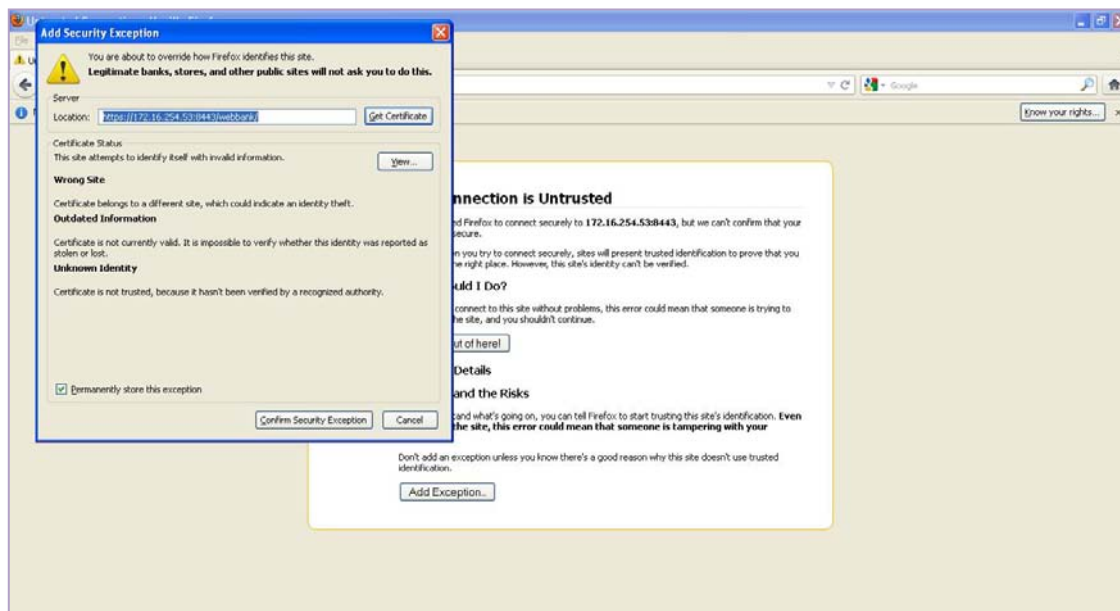 Add Security Exception
You are about to override how Firefox identifies this site.
Legitimate banks, stores, and other public sites will not ask you to do this.
Server
Location: https://172.16.254.53:8443/webbank/ Get Certificate
Google
Know your rights...
Certificate Status
This site attempts to identify itself with invalid information.
View...
Wrong Site
Certificate belongs to a different site, which could indicate an identity theft.
Outdated Information
Certificate is not currently valid. It is impossible to verify whether this identity was reported as
stolen or lost.
Unknown Identity
Certificate is not trusted, because it hasn't been verified by a recognized authority.
Permanently store this exception
Confirm Security Exception Cancel
is Untrusted
Firefox to connect securely to 172.16.254.53:8443, but we can't confirm that your
secure.
you try to connect securely, sites will present trusted identification to prove that you
right place. However, this site's identity can't be verified.
I Do?
connect to this site without problems, this error could mean that someone is trying to
site, and you shouldn't continue.
out of here!
Details
and the Risks
what's going on, you can tell Firefox to start trusting this site's identification. Even
the site, this error could mean that someone is tampering with your
Don't add an exception unless you know there's a good reason why this site doesn't use trusted
identification.
Add Exception...